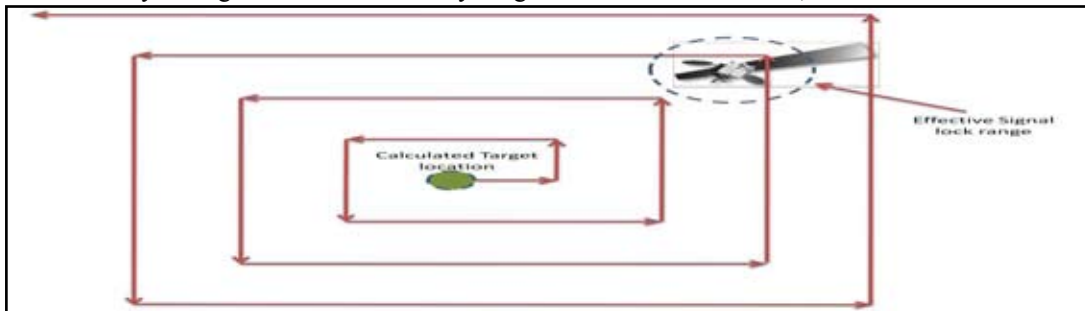 Calculated Target
location
Effective Signal
lock range